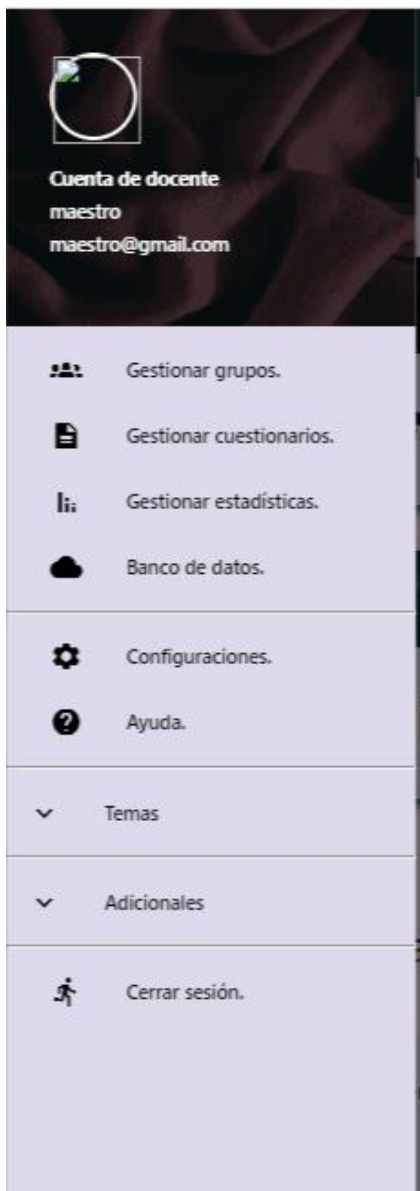 Cuenta de docente
maestro
maestro@gmail.com
Gestionar grupos.
Gestionar cuestionarios.
Gestionar estadísticas.
Banco de datos.
Configuraciones.
Ayuda.
Temas
Adicionales
Cerrar sesión.